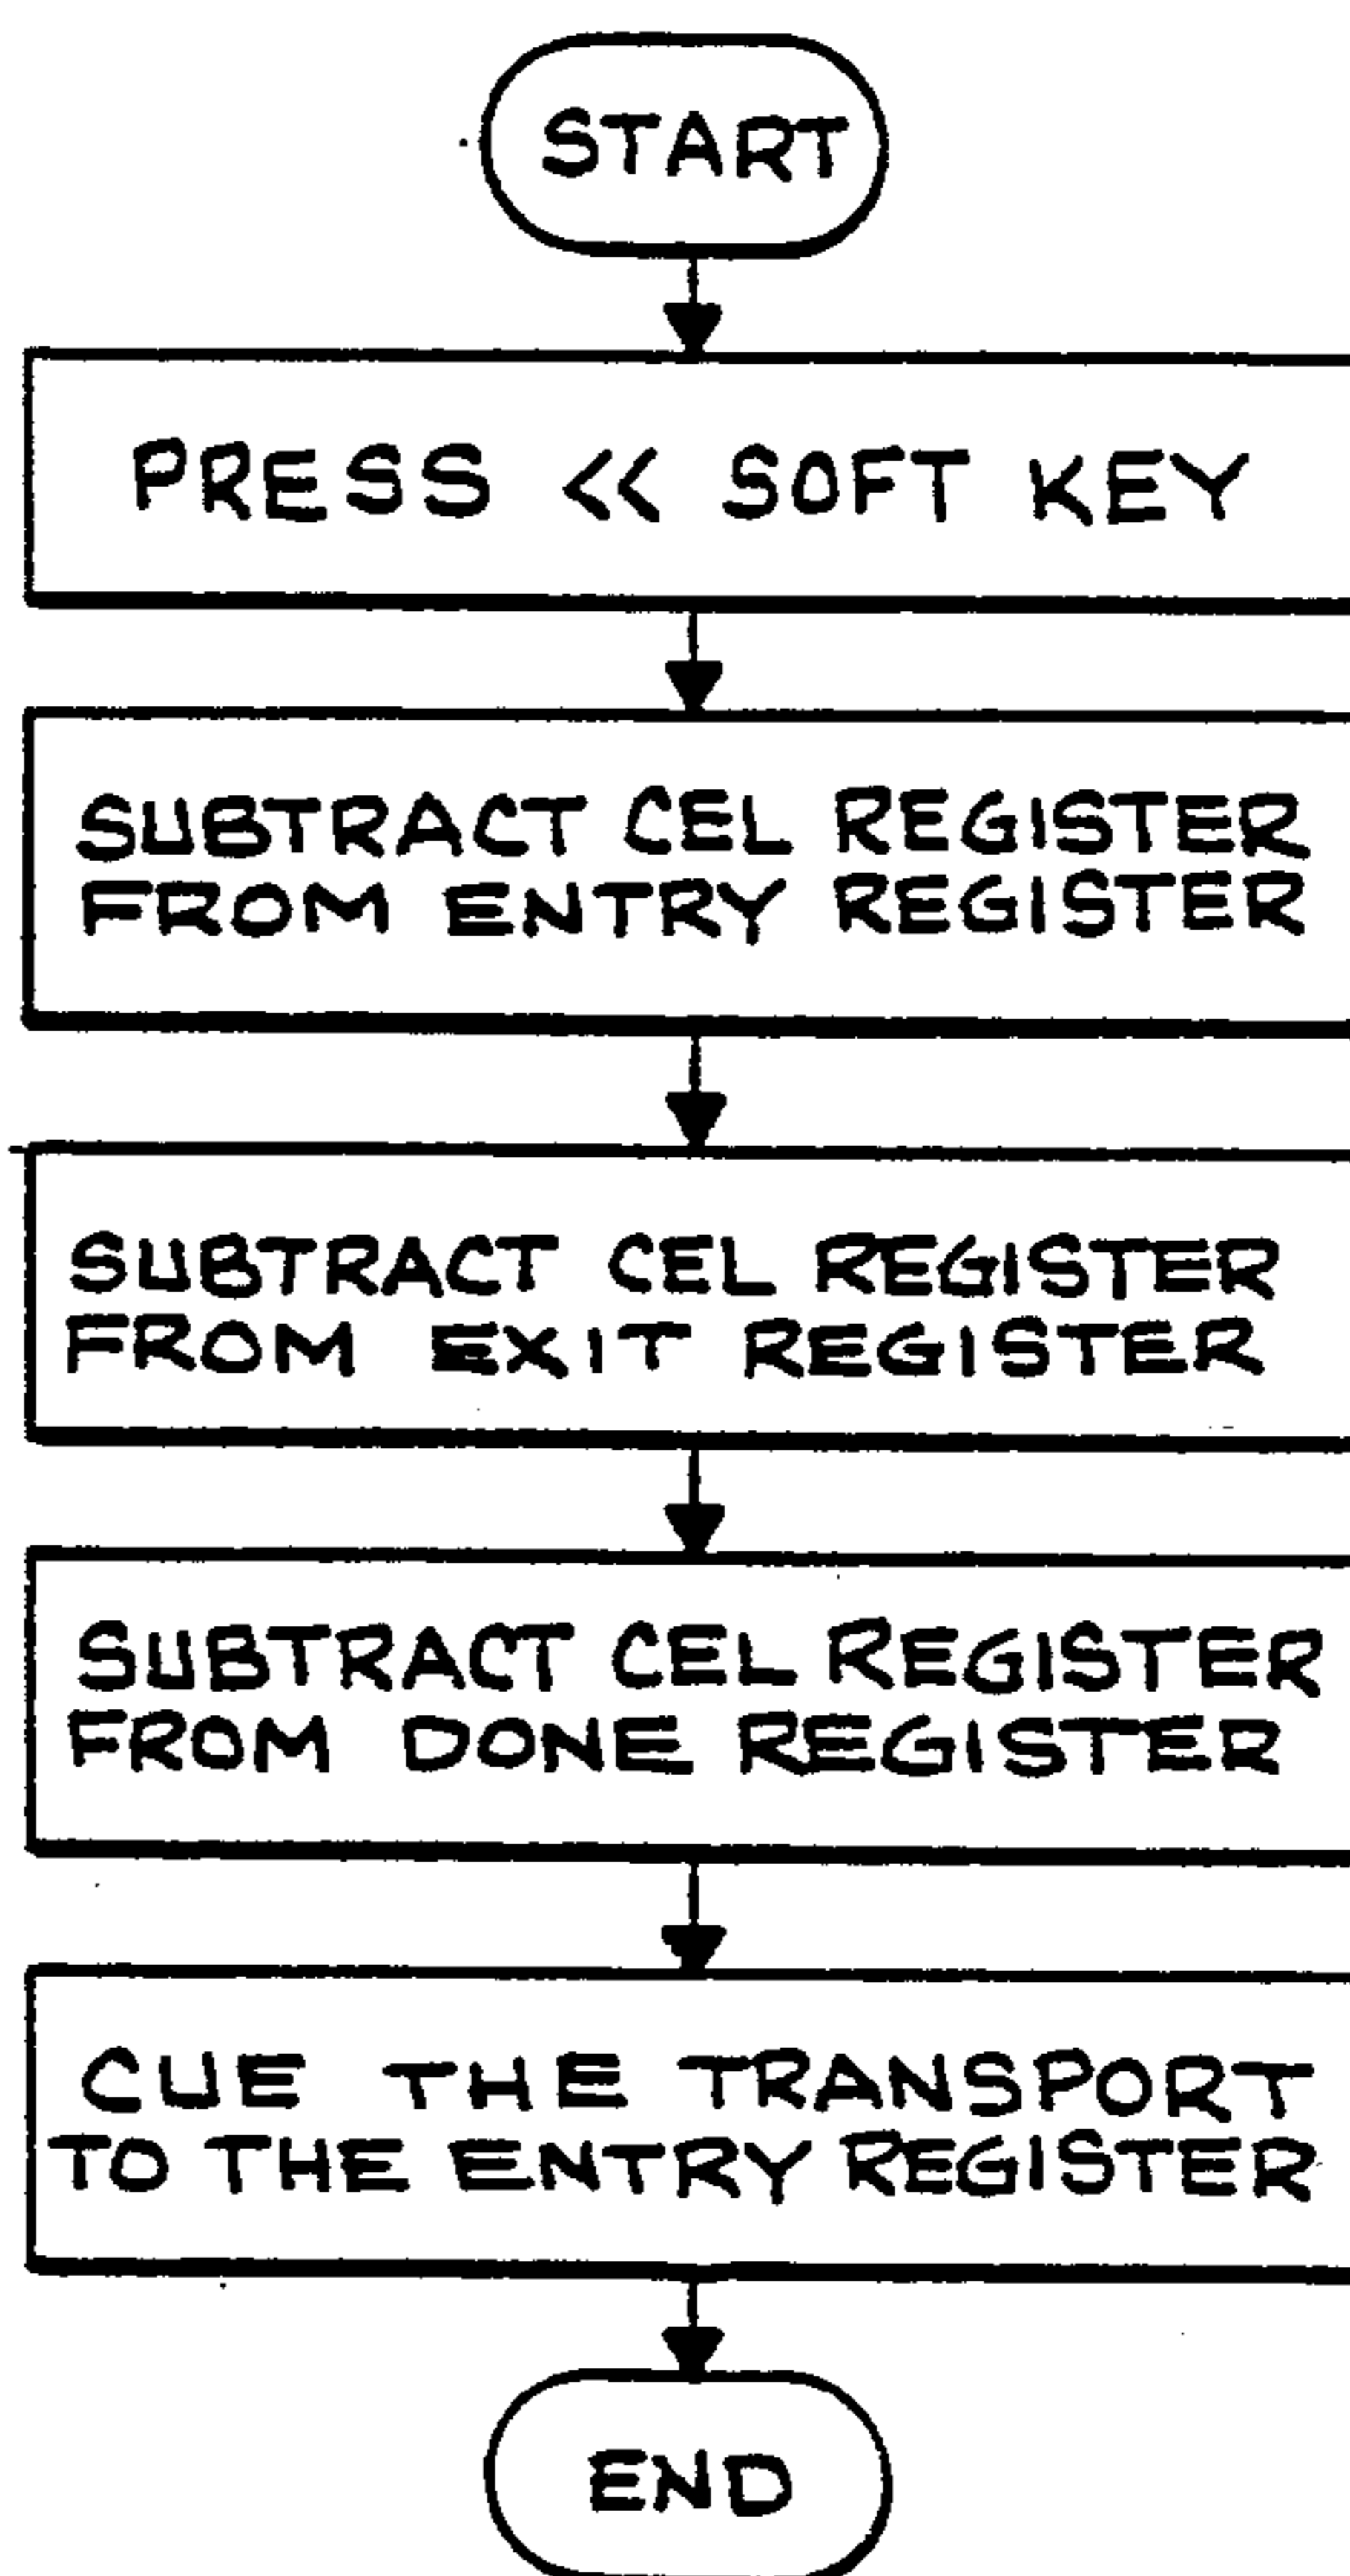 START
PRESS << SOFT KEY
SUBTRACT CEL REGISTER
FROM ENTRY REGISTER
SUBTRACT CEL REGISTER
FROM EXIT REGISTER
SUBTRACT CEL REGISTER
FROM DONE REGISTER
CUE THE TRANSPORT
TO THE ENTRY REGISTER
END